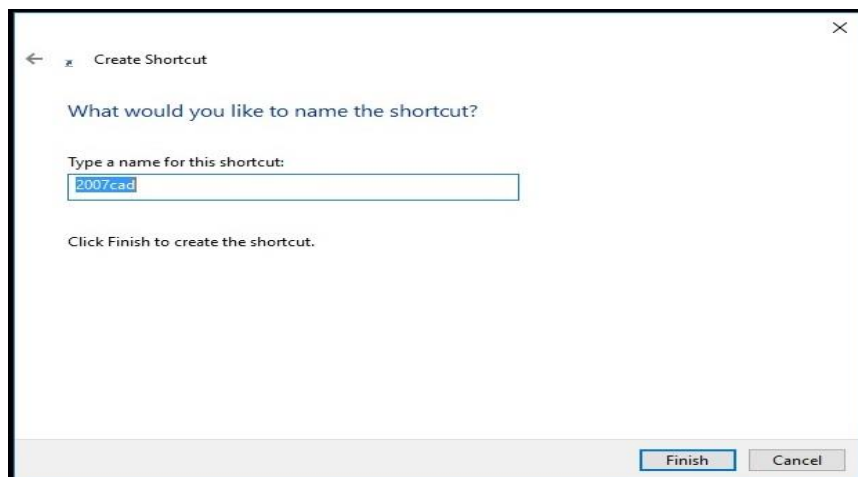 Create Shortcut
What would you like to name the shortcut?
Type a name for this shortcut:
2007cad
Click Finish to create the shortcut.
Finish Cancel